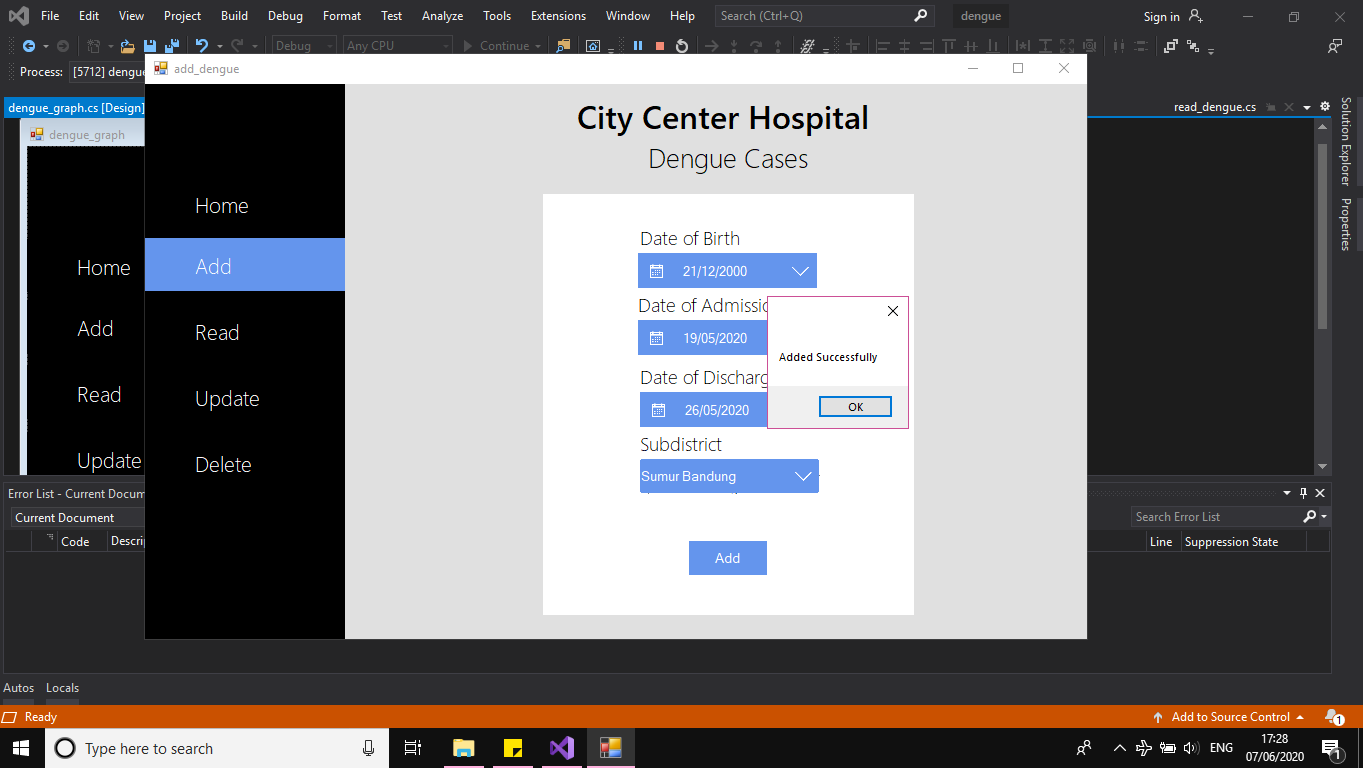 File Edit View Project Build Debug Format Test Analyze Tools Extensions Window Help Search (Ctrl+Q) dengue Sign in
Debug Any CPU Continue
Process: [5712] dengue
add_dengue
dengue_graph.cs [Design]
read_dengue.cs
dengue_graph
Home
Add
Read
Update
Home
Add
Read
Update
Delete
City Center Hospital
Dengue Cases
Date of Birth
21/12/2000
Date of Admissio
19/05/2020
Date of Discharg
26/05/2020
Subdistrict
Sumur Bandung
Add
Added Successfully
OK
Solution Explorer
Properties
Error List - Current Docum
Current Document
Search Error List
Code Descrip
Line Suppression State
Autos Locals
Ready
Add to Source Control
1
Type here to search
ENG
17:28
07/06/2020
1